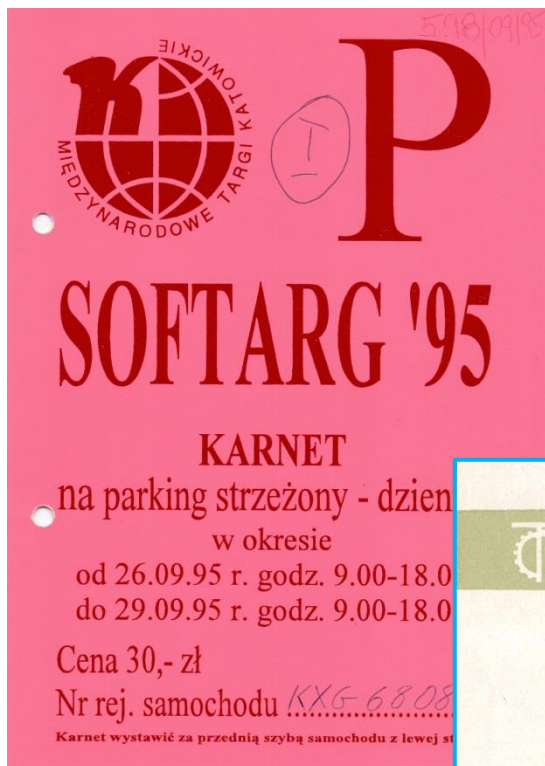 598/09/95
MIĘDZYNARODOWE TARGI KATOWICKIE
P
I
SOFTARG '95
KARNET
na parking strzeżony - dzien
w okresie
od 26.09.95 r. godz. 9.00-18.0
do 29.09.95 r. godz. 9.00-18.0
Cena 30,- zł
Nr rej. samochodu KXG 6808
Karnet wystawić za przednią szybą samochodu z lewej st